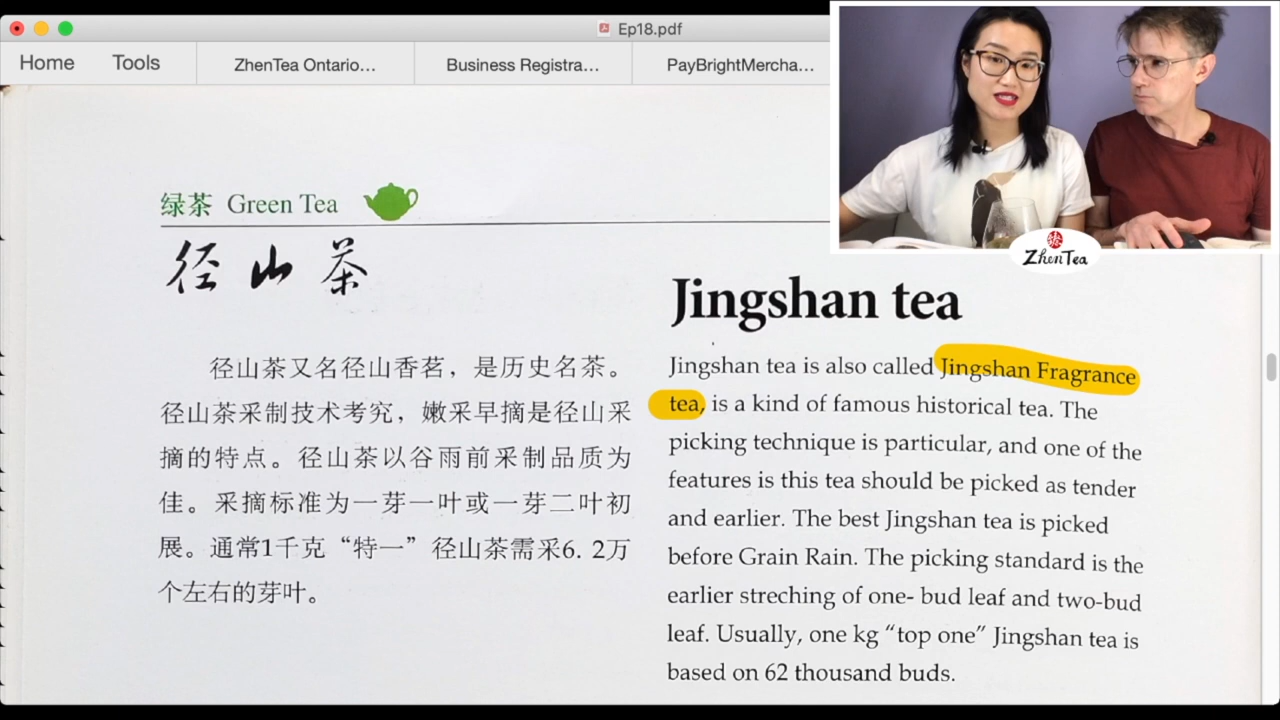 Ep18.pdf
Home
Tools
ZhenTea Ontario...
Business Registra...
PayBrightMercha...
ZhenTea
绿茶 Green Tea
径山茶
径山茶又名径山香茗，是历史名茶。
径山茶采制技术考究，嫩采早摘是径山采
摘的特点。径山茶以谷雨前采制品质为
佳。采摘标准为一芽一叶或一芽二叶初
展。通常1千克“特一”径山茶需采6. 2万
个左右的芽叶。
Jingshan tea
Jingshan tea is also called Jingshan Fragrance
tea, is a kind of famous historical tea. The
picking technique is particular, and one of the
features is this tea should be picked as tender
and earlier. The best Jingshan tea is picked
before Grain Rain. The picking standard is the
earlier streching of one- bud leaf and two-bud
leaf. Usually, one kg “top one” Jingshan tea is
based on 62 thousand buds.